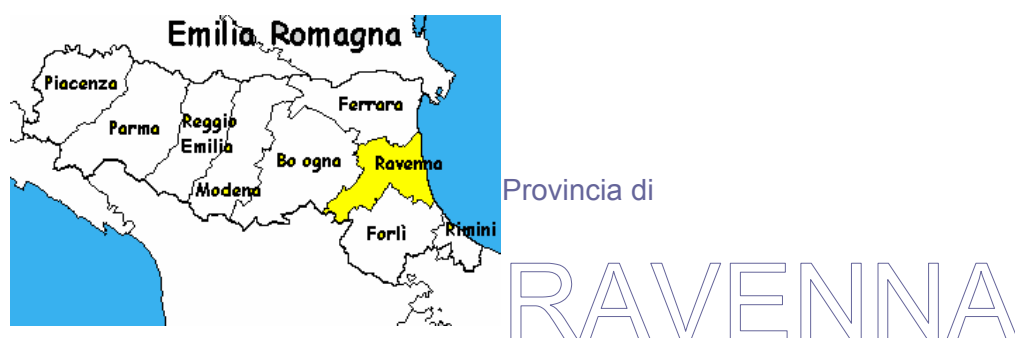 Emilia Romagna
Piacenza
Parma
Reggio
Emilia
Modena
Bo ogna
Ferrara
Ravenna
Forlì
Rimini
Provincia di
RAVENNA